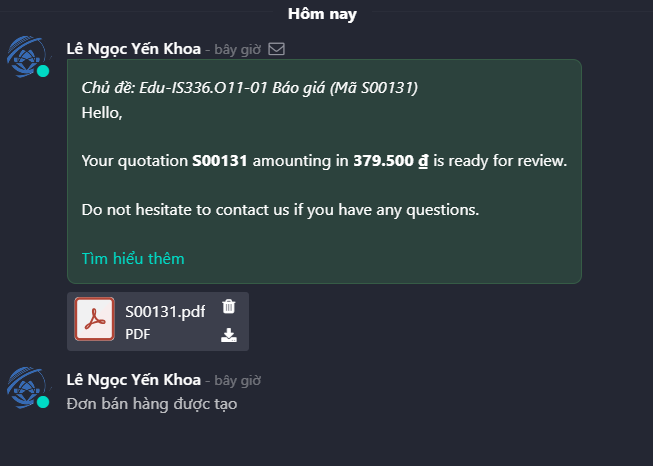 Hôm nay
Lê Ngọc Yến Khoa - bây giờ
Chủ đề: Edu-IS336.O11-01 Báo giá (Mã S00131)
Hello,
Your quotation S00131 amounting in 379.500 ₫ is ready for review.
Do not hesitate to contact us if you have any questions.
Tìm hiểu thêm
S00131.pdf
PDF
Lê Ngọc Yến Khoa - bây giờ
Đơn bán hàng được tạo